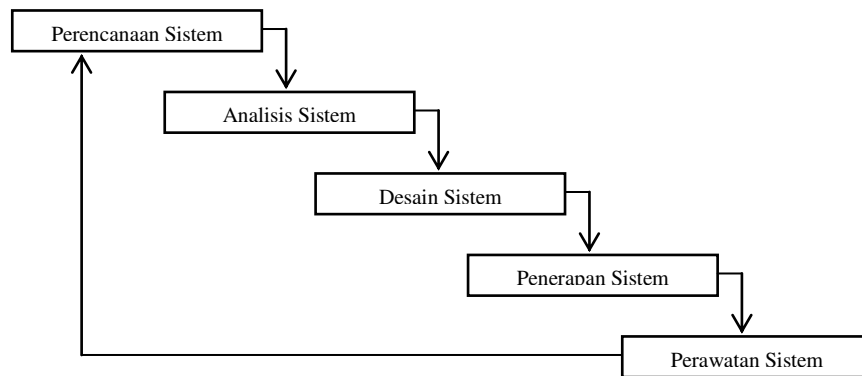 Perencanaan Sistem
Analisis Sistem
Desain Sistem
Penerapan Sistem
Perawatan Sistem